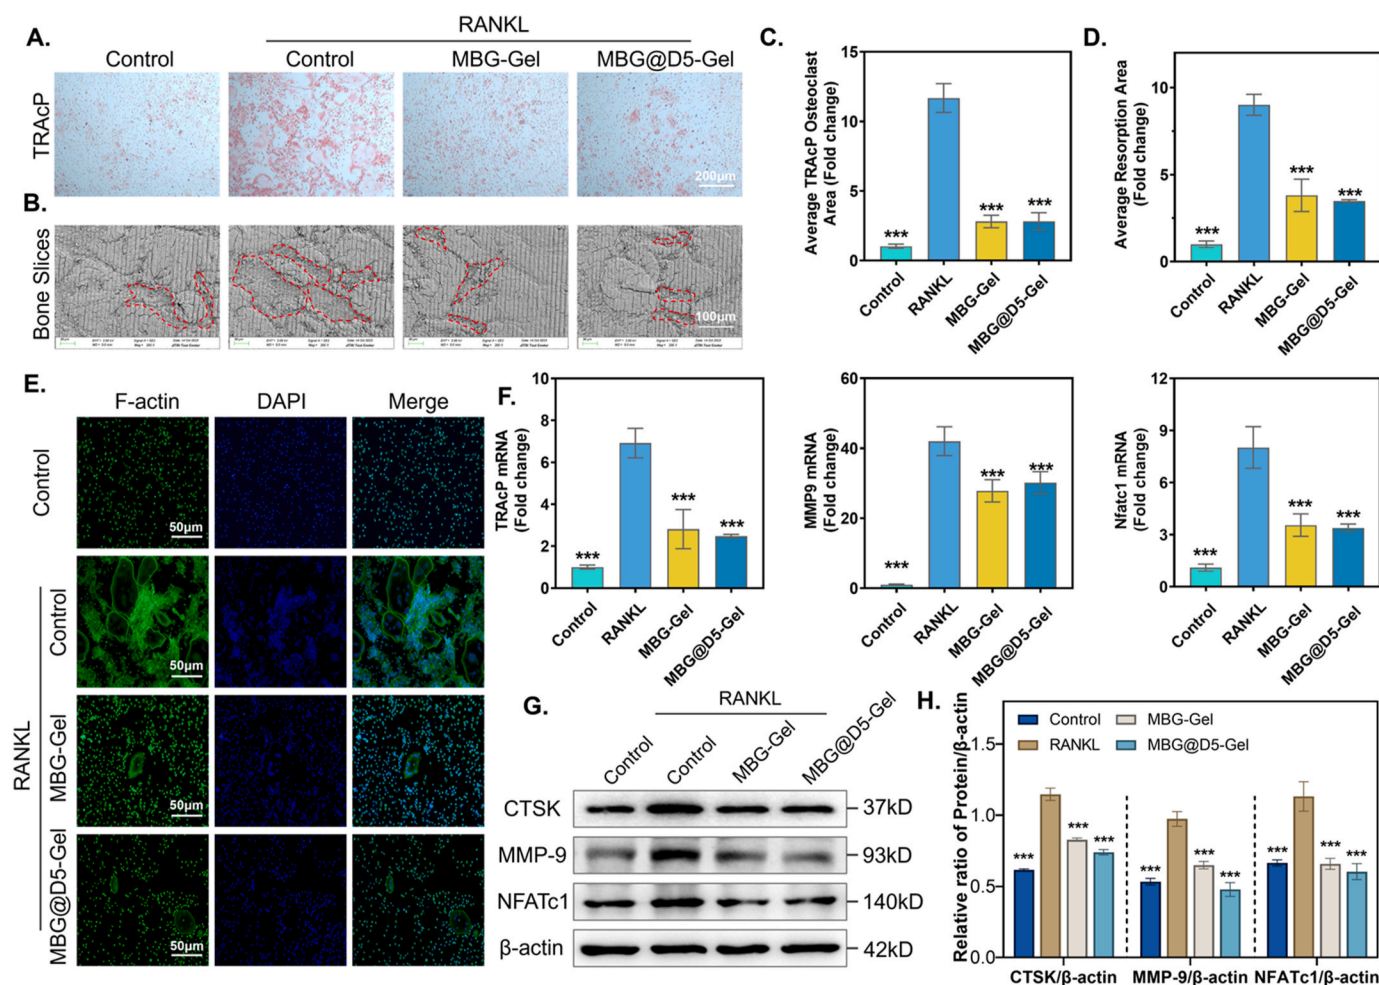 RANKL
A.
Control
Control
MBG-Gel
MBG@D5-Gel
TRAcP
200μm
B.
Bone Slices
100μm
C.
Average TRAcP Osteoclast
Area (Fold change)
15
10
5
0
***
***
***
Control
RANKL
MBG-Gel
MBG@D5-Gel
D.
Average Resorption Area
(Fold change)
10
5
0
***
***
***
Control
RANKL
MBG-Gel
MBG@D5-Gel
E.
F-actin
DAPI
Merge
Control
50μm
RANKL
Control
50μm
MBG-Gel
50μm
MBG@D5-Gel
50μm
F.
TRAcP mRNA
(Fold change)
10
8
6
4
2
0
***
***
***
Control
RANKL
MBG-Gel
MBG@D5-Gel
MMP9 mRNA
(Fold change)
60
40
20
0
***
***
***
Control
RANKL
MBG-Gel
MBG@D5-Gel
Nfatc1 mRNA
(Fold change)
12
9
6
3
0
***
***
***
Control
RANKL
MBG-Gel
MBG@D5-Gel
G.
RANKL
Control
Control
MBG-Gel
MBG@D5-Gel
CTSK
37kD
MMP-9
93kD
NFATc1
140kD
β-actin
42kD
H.
Relative ratio of Protein/β-actin
Control
MBG-Gel
RANKL
MBG@D5-Gel
1.5
1.0
0.5
0.0
***
***
***
***
***
***
***
***
***
CTSK/β-actin
MMP-9/β-actin
NFATc1/β-actin